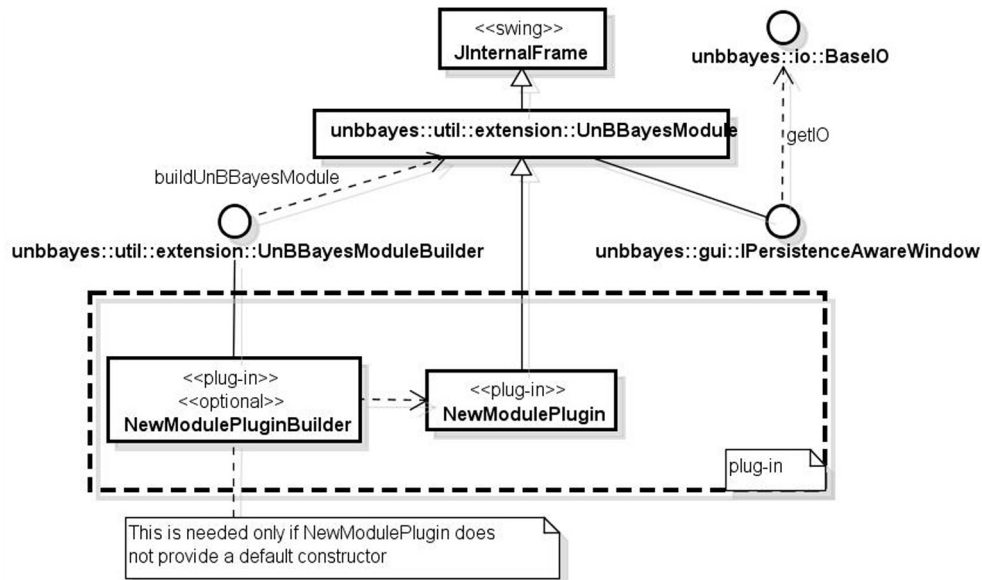 <<swing>>
JInternalFrame
unbbayes::io::BaseIO
unbbayes::util::extension::UnBBayesModule
getIO
buildUnBBayesModule
unbbayes::util::extension::UnBBayesModuleBuilder
unbbayes::gui::IPersistenceAwareWindow
<<plug-in>>
<<optional>>
NewModulePluginBuilder
<<plug-in>>
NewModulePlugin
plug-in
This is needed only if NewModulePlugin does
not provide a default constructor